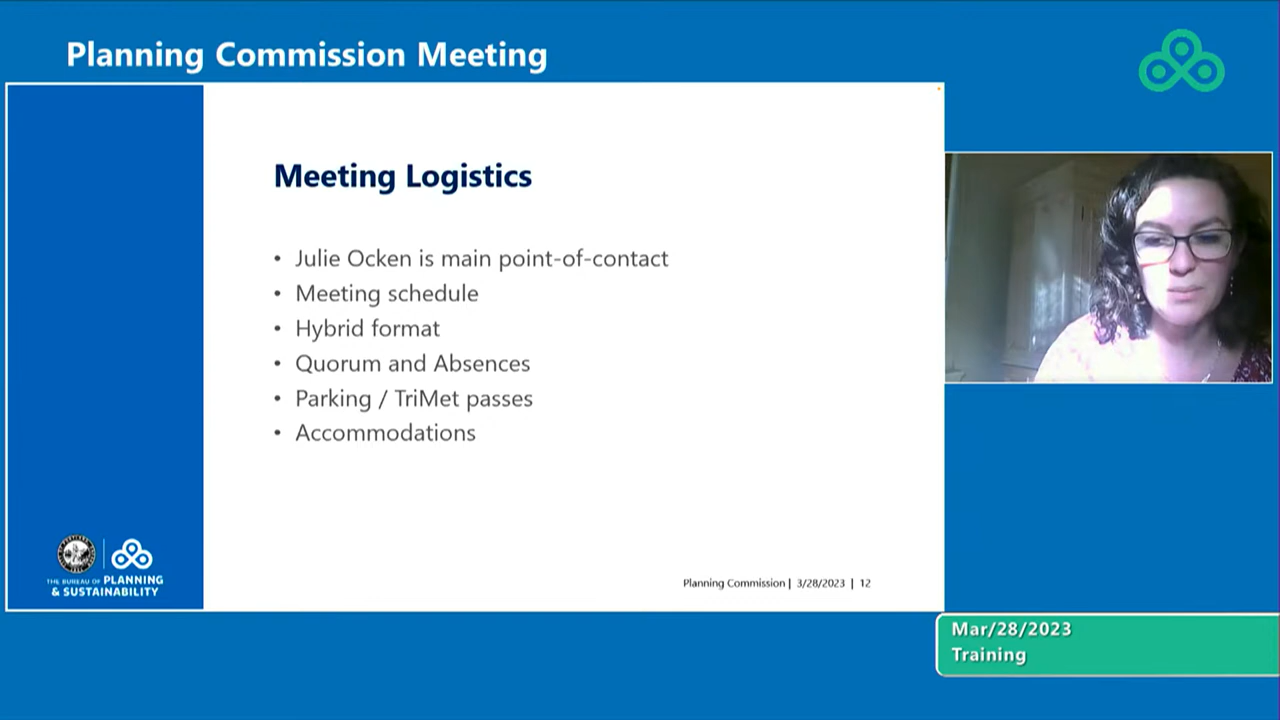 Planning Commission Meeting
Meeting Logistics
• Julie Ocken is main point-of-contact
• Meeting schedule
• Hybrid format
• Quorum and Absences
• Parking / TriMet passes
• Accommodations
THE BUREAU OF PLANNING
& SUSTAINABILITY
Planning Commission | 3/28/2023 | 12
Mar/28/2023
Training